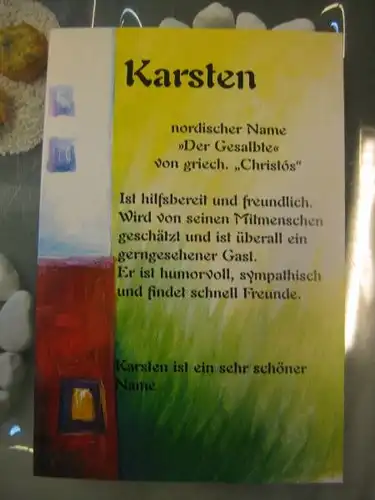 Karsten
nordischer Name
»Der Gesalbte«
von griech. „Christós“
Ist hilfsbereit und freundlich.
Wird von seinen Mitmenschen
geschätzt und ist überall ein
gerngesehener Gast.
Er ist humorvoll, sympathisch
und findet schnell Freunde.
Karsten ist ein sehr schöner
Name